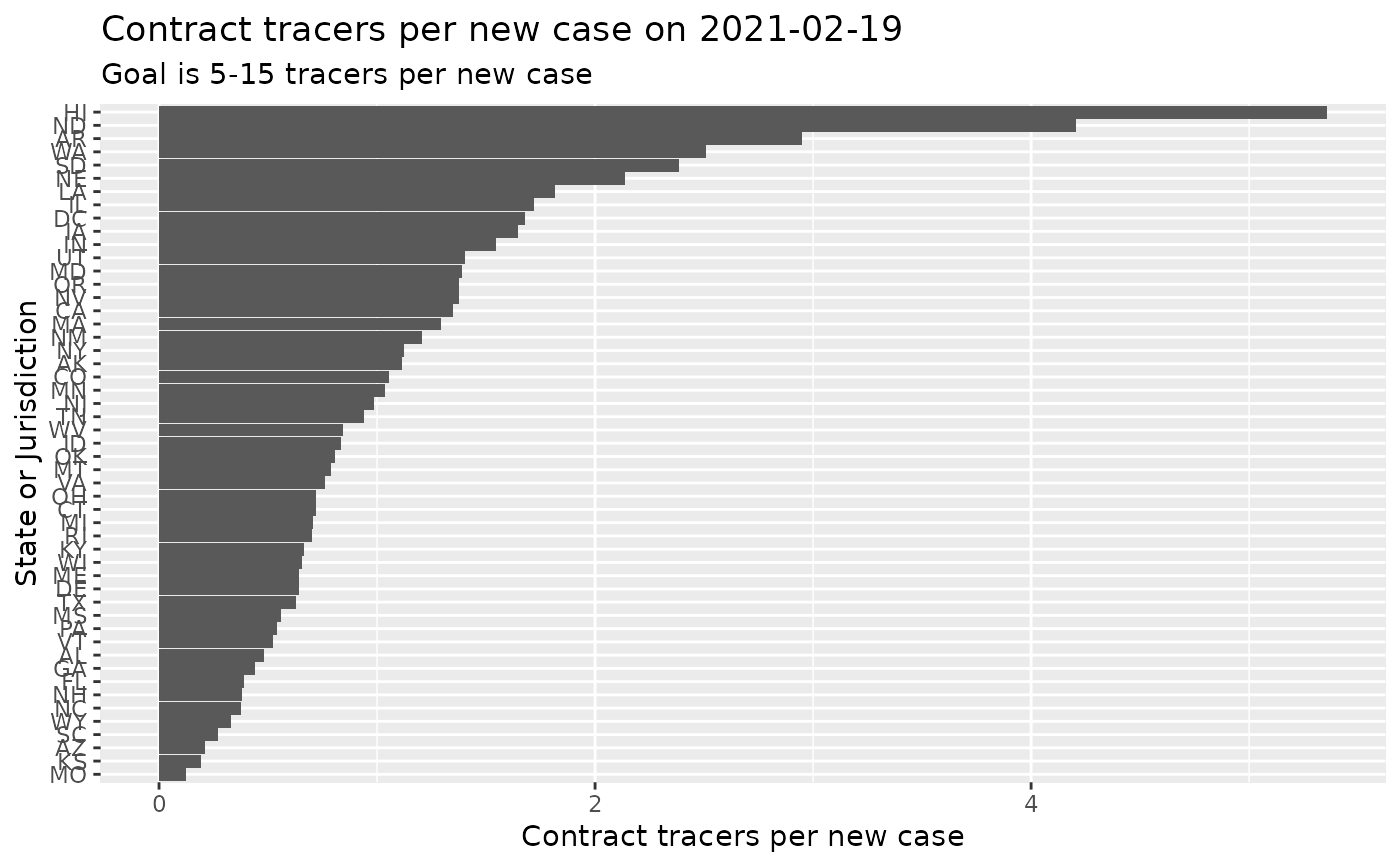 Contract tracers per new case on 2021-02-19
Goal is 5-15 tracers per new case
State or Jurisdiction
HI
ND
AR
WA
SD
NE
LA
IL
DC
IA
IN
UT
MD
OR
NV
CA
MA
NM
NY
AK
CO
MN
NJ
TN
WV
ID
OK
MT
VA
OH
CT
MI
RI
KY
WI
ME
DE
TX
MS
PA
VT
AL
GA
FL
NH
NC
WY
SC
AZ
KS
MO
0 2 4
Contract tracers per new case